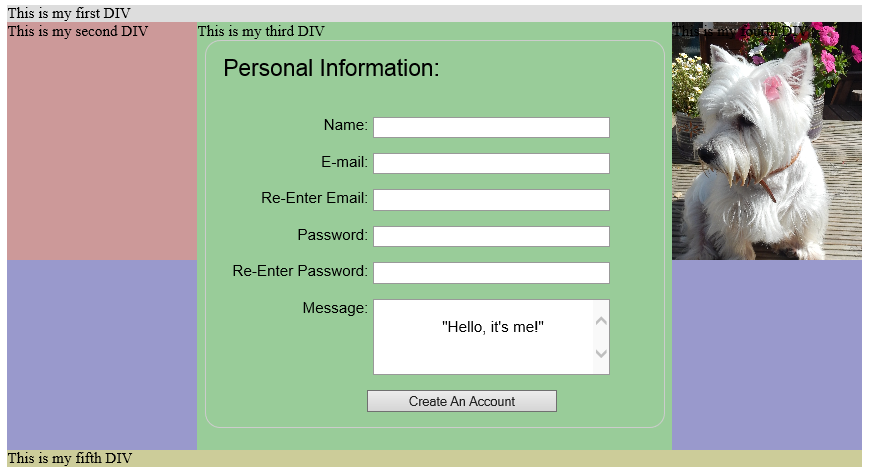 This is my first DIV
This is my second DIV
This is my third DIV
This is my fourth DIV
Personal Information:
Name:
E-mail:
Re-Enter Email:
Password:
Re-Enter Password:
Message:
"Hello, it's me!"
Create An Account
This is my fifth DIV